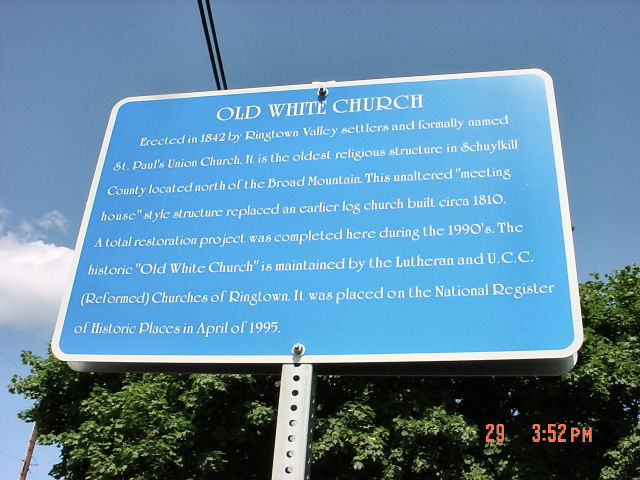 OLD WHITE CHURCH
Erected in 1842 by Ringtown Valley settlers and formally named
St. Paul's Union Church. It is the oldest religious structure in Schuylkill
County located north of the Broad Mountain. This unaltered "meeting
house" style structure replaced an earlier log church built circa 1810.
A total restoration project was completed here during the 1990's. The
historic "Old White Church" is maintained by the Lutheran and U.C.C.
(Reformed) Churches of Ringtown. It was placed on the National Register
of Historic Places in April of 1995.
29 3:52PM